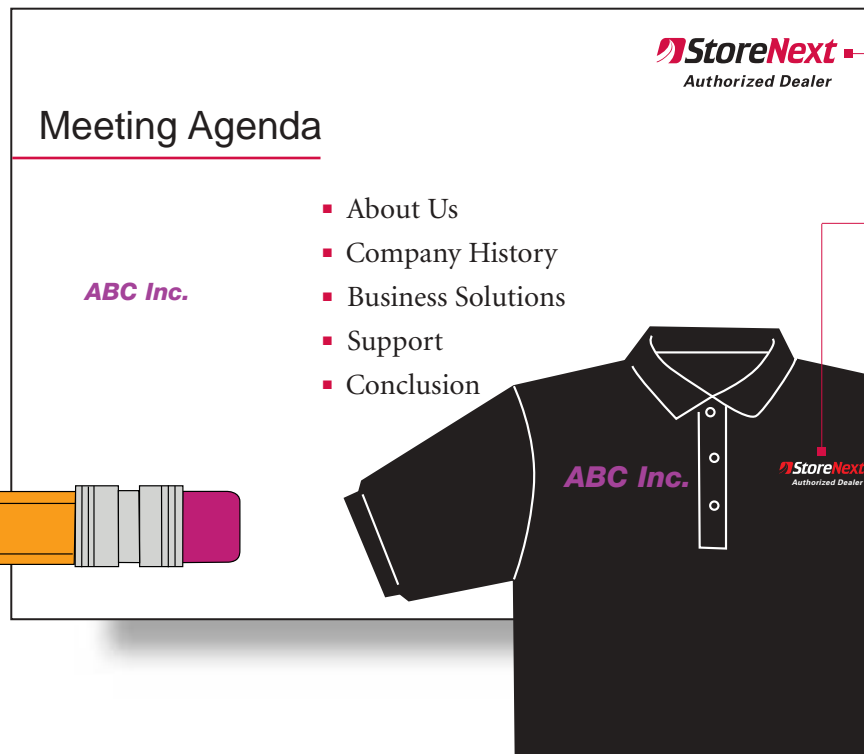 StoreNext
Authorized Dealer
Meeting Agenda
About Us
Company History
ABC Inc.
Business Solutions
Support
Conclusion
ABC Inc.
StoreNext
Authorized Dealer